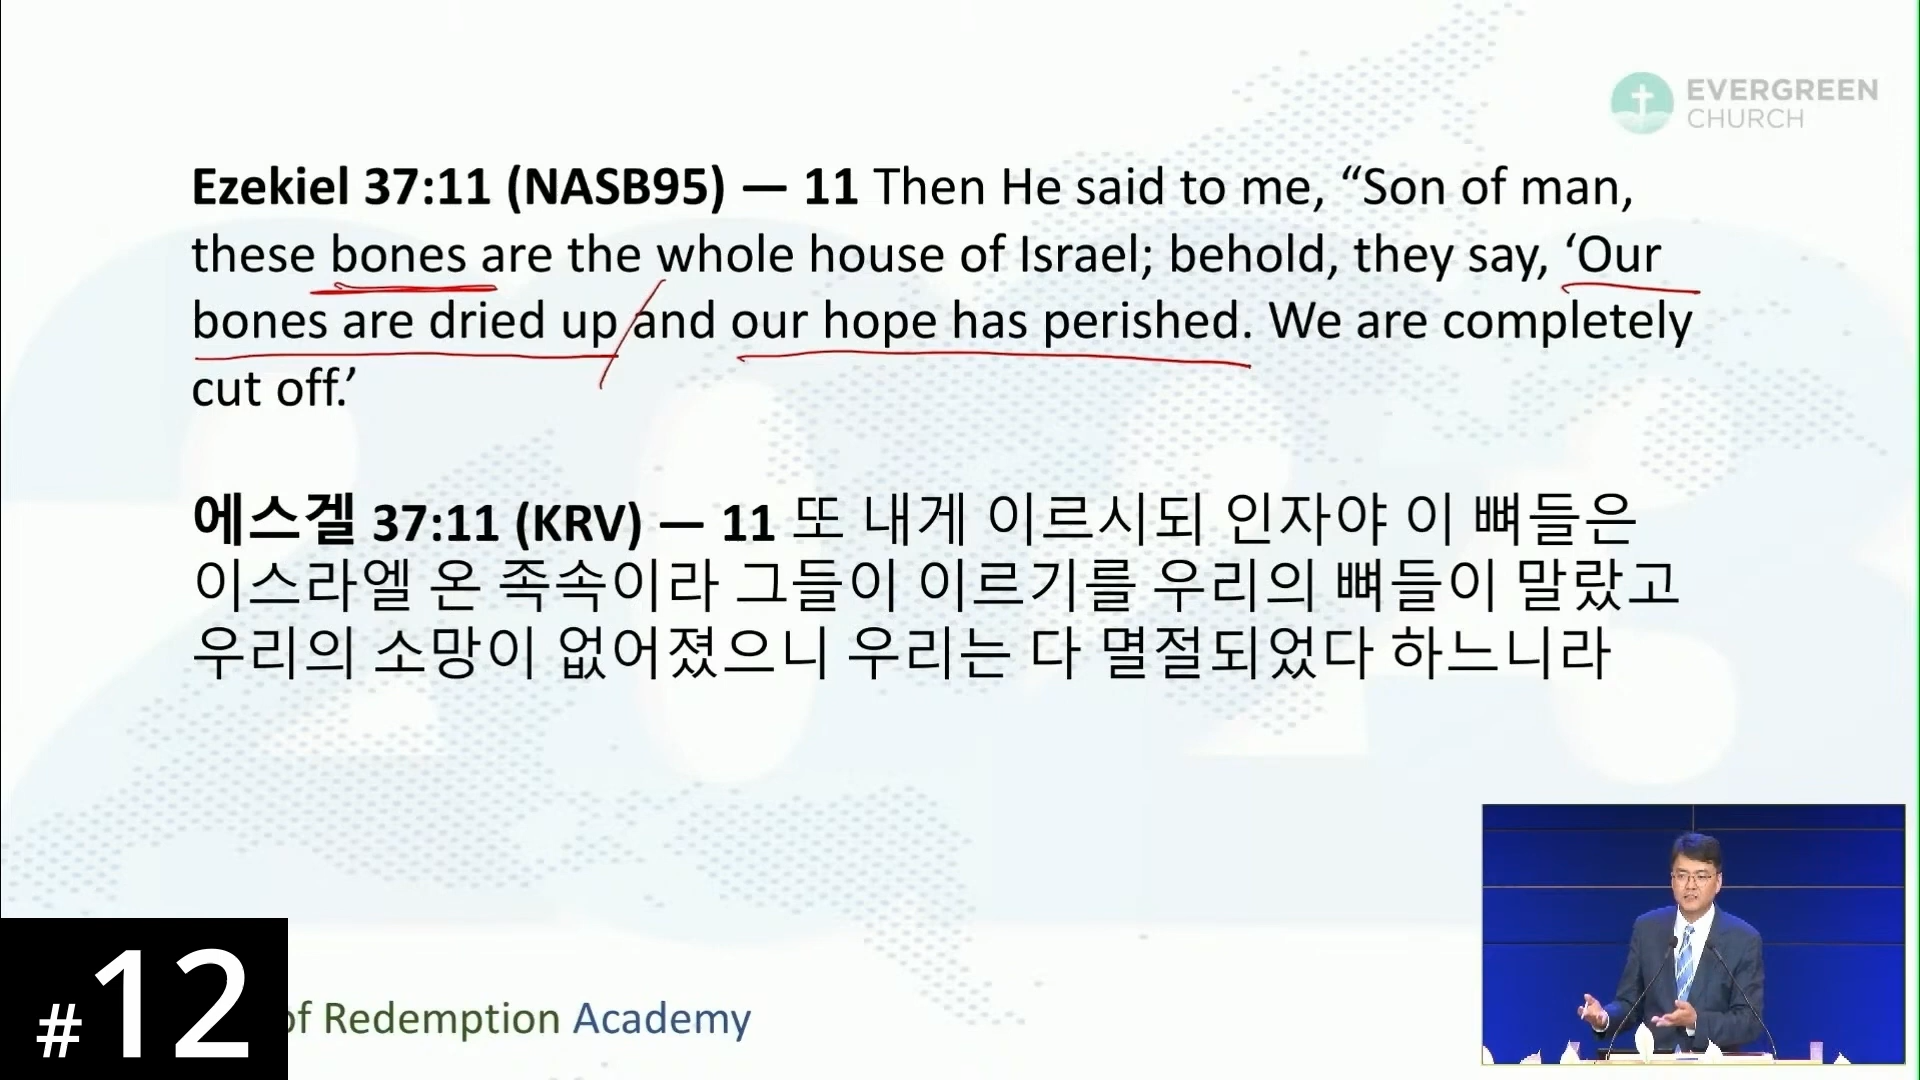 EVERGREEN
CHURCH
Ezekiel 37:11 (NASB95) — 11 Then He said to me, “Son of man,
these bones are the whole house of Israel; behold, they say, ‘Our
bones are dried up and our hope has perished. We are completely
cut off.’
에스겔 37:11 (KRV) — 11 또 내게 이르시되 인자야 이 뼈들은
이스라엘 온 족속이라 그들이 이르기를 우리의 뼈들이 말랐고
우리의 소망이 없어졌으니 우리는 다 멸절되었다 하느니라
#12
of Redemption Academy